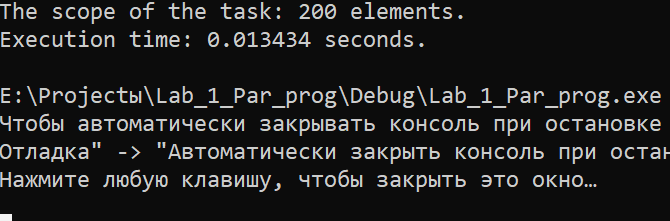 The scope of the task: 200 elements.
Execution time: 0.013434 seconds.
E:\Projectы\Lab_1_Par_prog\Debug\Lab_1_Par_prog.exe
Чтобы автоматически закрывать консоль при остановке
Отладка" -> "Автоматически закрыть консоль при остан
Нажмите любую клавишу, чтобы закрыть это окно…